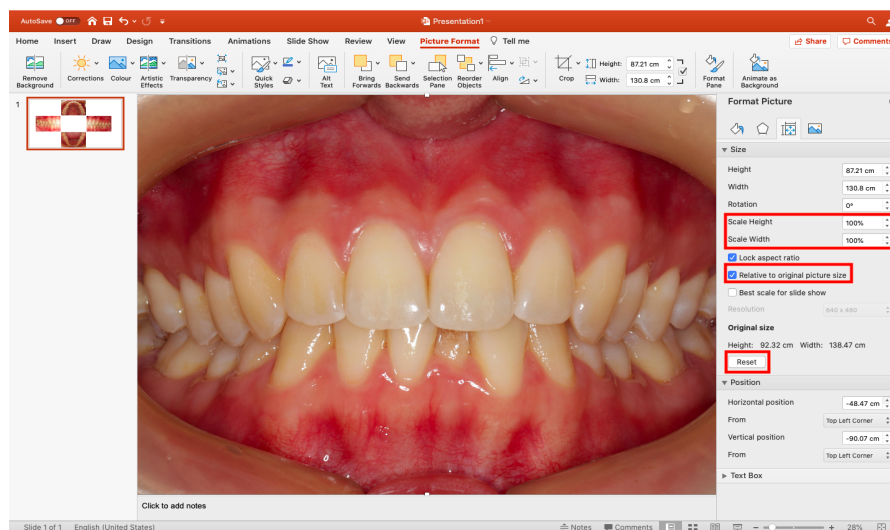 AutoSave OFF Presentation1
Home Insert Draw Design Transitions Animations Slide Show Review View Picture Format Tell me Share Comments
Remove Background
Corrections
Colour
Artistic Effects
Transparency
Quick Styles
Alt Text
Bring Forwards
Send Backwards
Selection Pane
Reorder Objects
Align
Crop
Height: 87.21 cm
Width: 130.8 cm
Format Pane
Animate as Background
1
Format Picture
Size
Height 87.21 cm
Width 130.8 cm
Rotation 0°
Scale Height 100%
Scale Width 100%
Lock aspect ratio
Relative to original picture size
Best scale for slide show
Resolution 640 x 480
Original size
Height: 92.32 cm Width: 138.47 cm
Reset
Position
Horizontal position -48.47 cm
From Top Left Corner
Vertical position -90.07 cm
From Top Left Corner
Text Box
Click to add notes
Slide 1 of 1 English (United States) Notes Comments 28%